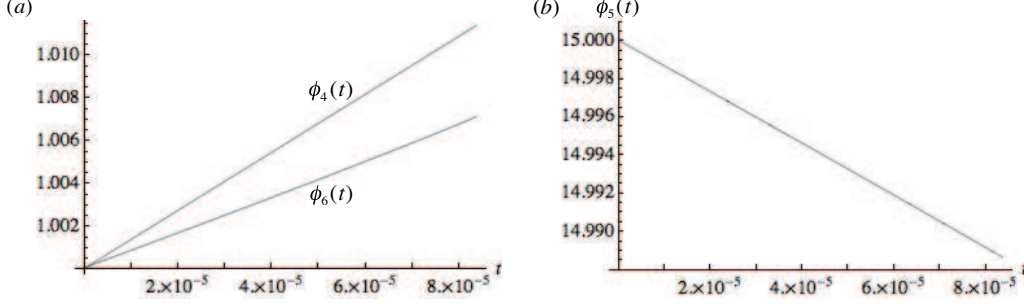 (a)
1.010
1.008
1.006
1.004
1.002
ϕ₄(t)
ϕ₆(t)
2.×10⁻⁵ 4.×10⁻⁵ 6.×10⁻⁵ 8.×10⁻⁵ t
(b) ϕ₅(t)
15.000
14.998
14.996
14.994
14.992
14.990
2.×10⁻⁵ 4.×10⁻⁵ 6.×10⁻⁵ 8.×10⁻⁵ t